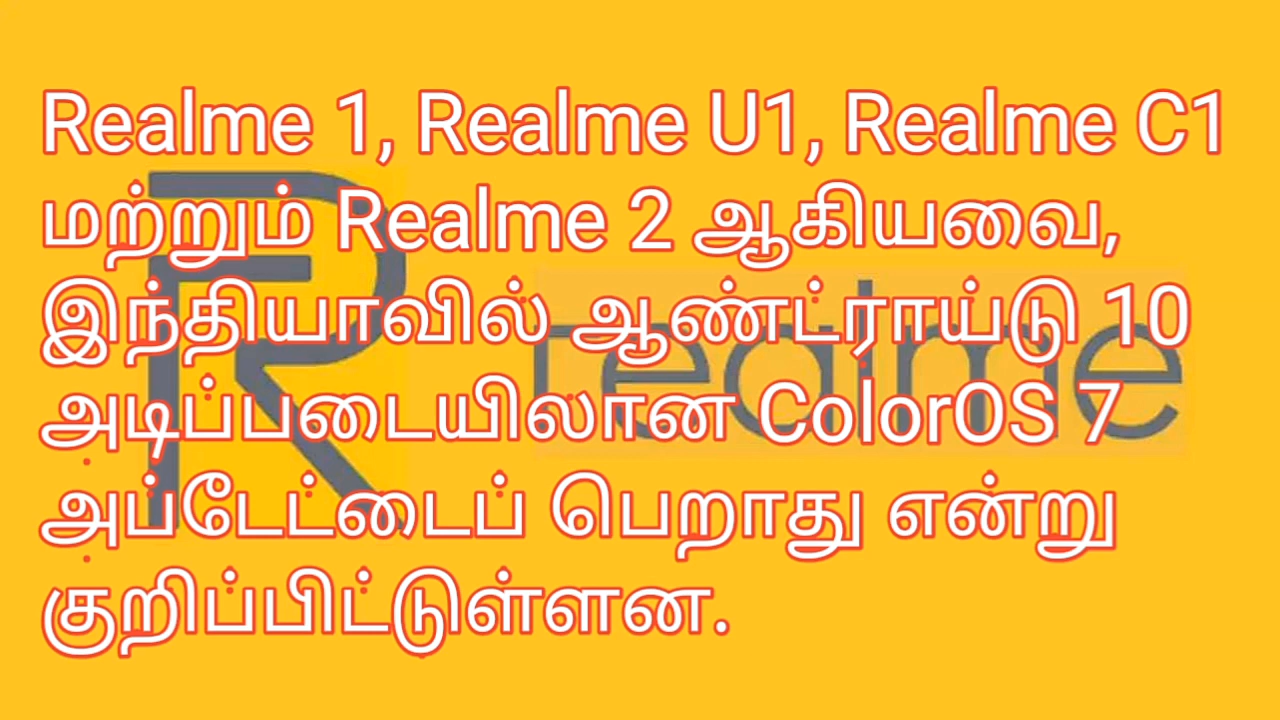 Realme 1, Realme U1, Realme C1
மற்றும் Realme 2 ஆகியவை,
இந்தியாவில் ஆண்ட்ராய்டு 10
அடிப்படையிலான ColorOS 7
அப்டேட்டைப் பெறாது என்று
குறிப்பிட்டுள்ளன.
realme